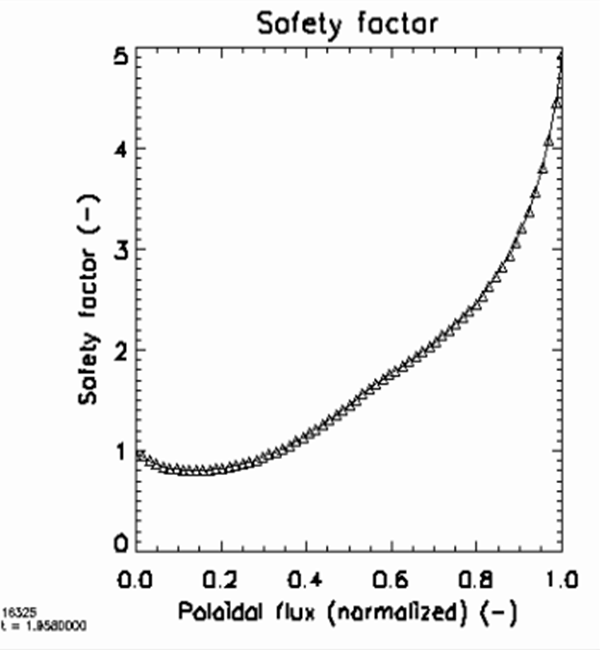 Safety factor
5
4
3
2
1
0
Safety factor (-)
0.0 0.2 0.4 0.6 0.8 1.0
Poloidal flux (normalized) (-)
16325
t = 1.9580000